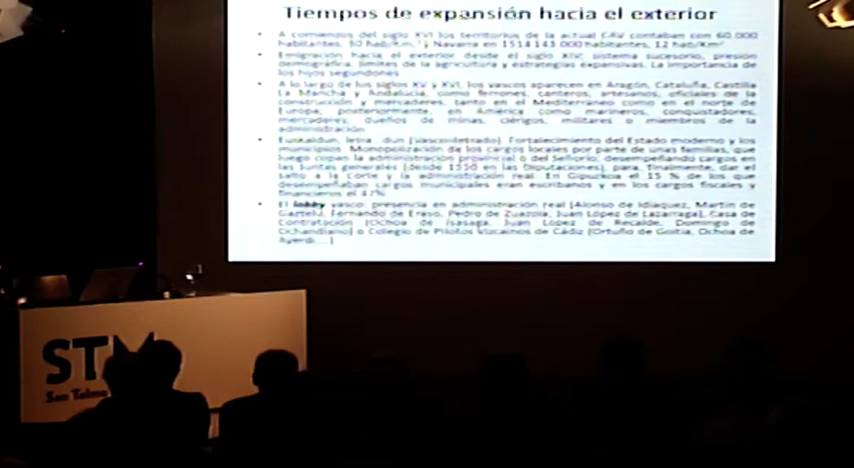 Tiempos de expansión hacia el exterior
• A comienzos del siglo XVI los territorios de la actual CAV contaban con 60.000
habitantes. 30 hab/Km.² y Navarra en 1514 143.000 habitantes, 12 hab/Km²
• Emigración hacia el exterior desde el siglo XIV: sistema sucesorio, presión
demográfica, límites de la agricultura y estrategias expansivas. La importancia de
los hijos segundones
• A lo largo de los siglos XV y XVI, los vascos aparecen en Aragón, Cataluña, Castilla
La Mancha y Andalucía, como ferrones, canteros, artesanos, oficiales de la
construcción y mercaderes, tanto en el Mediterráneo como en el norte de
Europa, posteriormente, en América como marineros, conquistadores,
mercaderes, dueños de minas, clérigos, militares o miembros de la
administración
• Euskaldun, letra dun (vasco=letrado). Fortalecimiento del Estado moderno y los
municipios. Monopolización de los cargos locales por parte de unas familias, que
luego copan la administración provincial o del Señorío; desempeñando cargos en
las Juntas generales (desde 1550 en las Diputaciones), para, finalmente, dar el
salto a la Corte y la administración real. En Gipuzkoa el 15 % de los que
desempeñaban cargos municipales eran escribanos y en los cargos fiscales y
financieros el 47%
• El lobby vasco: presencia en administración real (Alonso de Idiaquez, Martín de
Gaztelu, Fernando de Eraso, Pedro de Zuazola, Juan López de Lazarraga), Casa de
Contratación (Ochoa de Isasaga, Juan López de Recalde, Domingo de
Ochandiano) o Colegio de Pilotos Vizcaínos de Cádiz (Ortuño de Goitia, Ochoa de
Ayerdi...)
STM
San Telmo